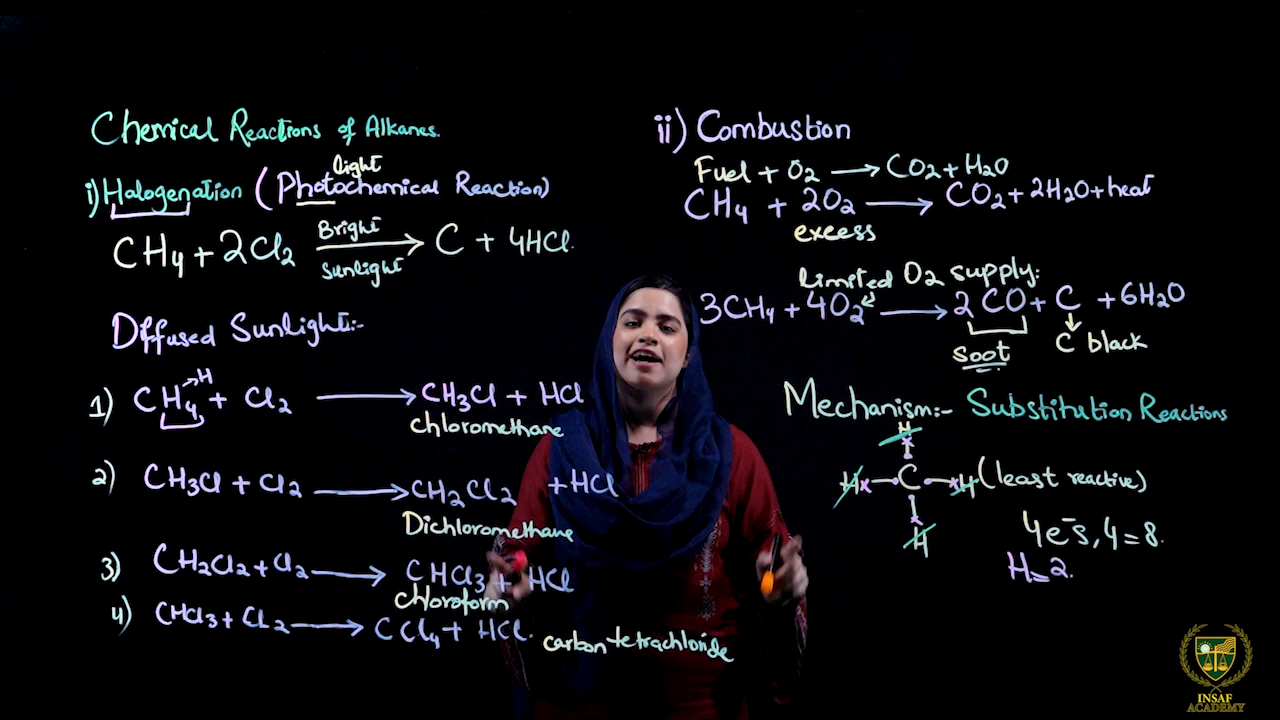 Chemical Reactions of Alkanes.
light
i) Halogenation (Photochemical Reaction)
CH4 + 2Cl2 Bright Sunlight → C + 4HCl.
Diffused Sunlight:-
→H
1) CH4 + Cl2 → CH3Cl + HCl
chloromethane
2) CH3Cl + Cl2 → CH2Cl2 + HCl
Dichloromethane
3) CH2Cl2 + Cl2 → CHCl3 + HCl
chloroform
4) CHCl3 + CL2 → CCl4 + HCl.
carbon tetrachloride
ii) Combustion
Fuel + O2 → CO2 + H2O
CH4 + 2O2 → CO2 + 2H2O + heat
excess
Limited O2 supply:
3CH4 + 4O2 → 2CO + C + 6H2O
soot C black
Mechanism:- Substitution Reactions
H
H C H (least reactive)
H
4e-s, 4 = 8.
H = 2.
INSAF
ACADEMY